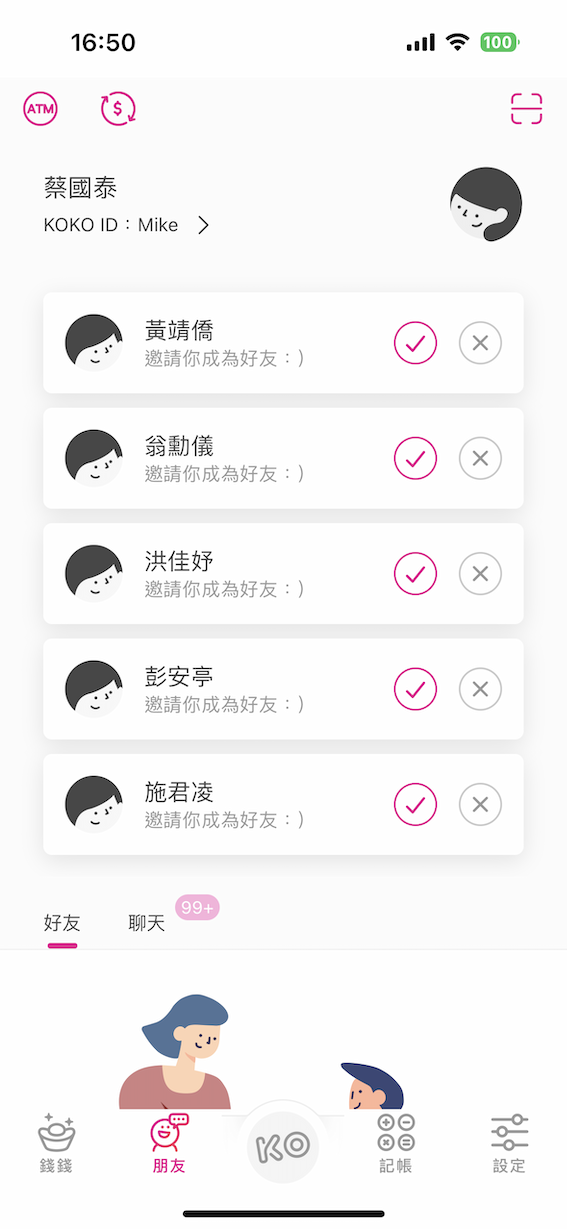 16:50
100
ATM
$
蔡國泰
KOKO ID：Mike
黃靖僑
邀請你成為好友：)
翁勳儀
邀請你成為好友：)
洪佳妤
邀請你成為好友：)
彭安亭
邀請你成為好友：)
施君凌
邀請你成為好友：)
好友
聊天
99+
KO
錢錢
朋友
記帳
設定